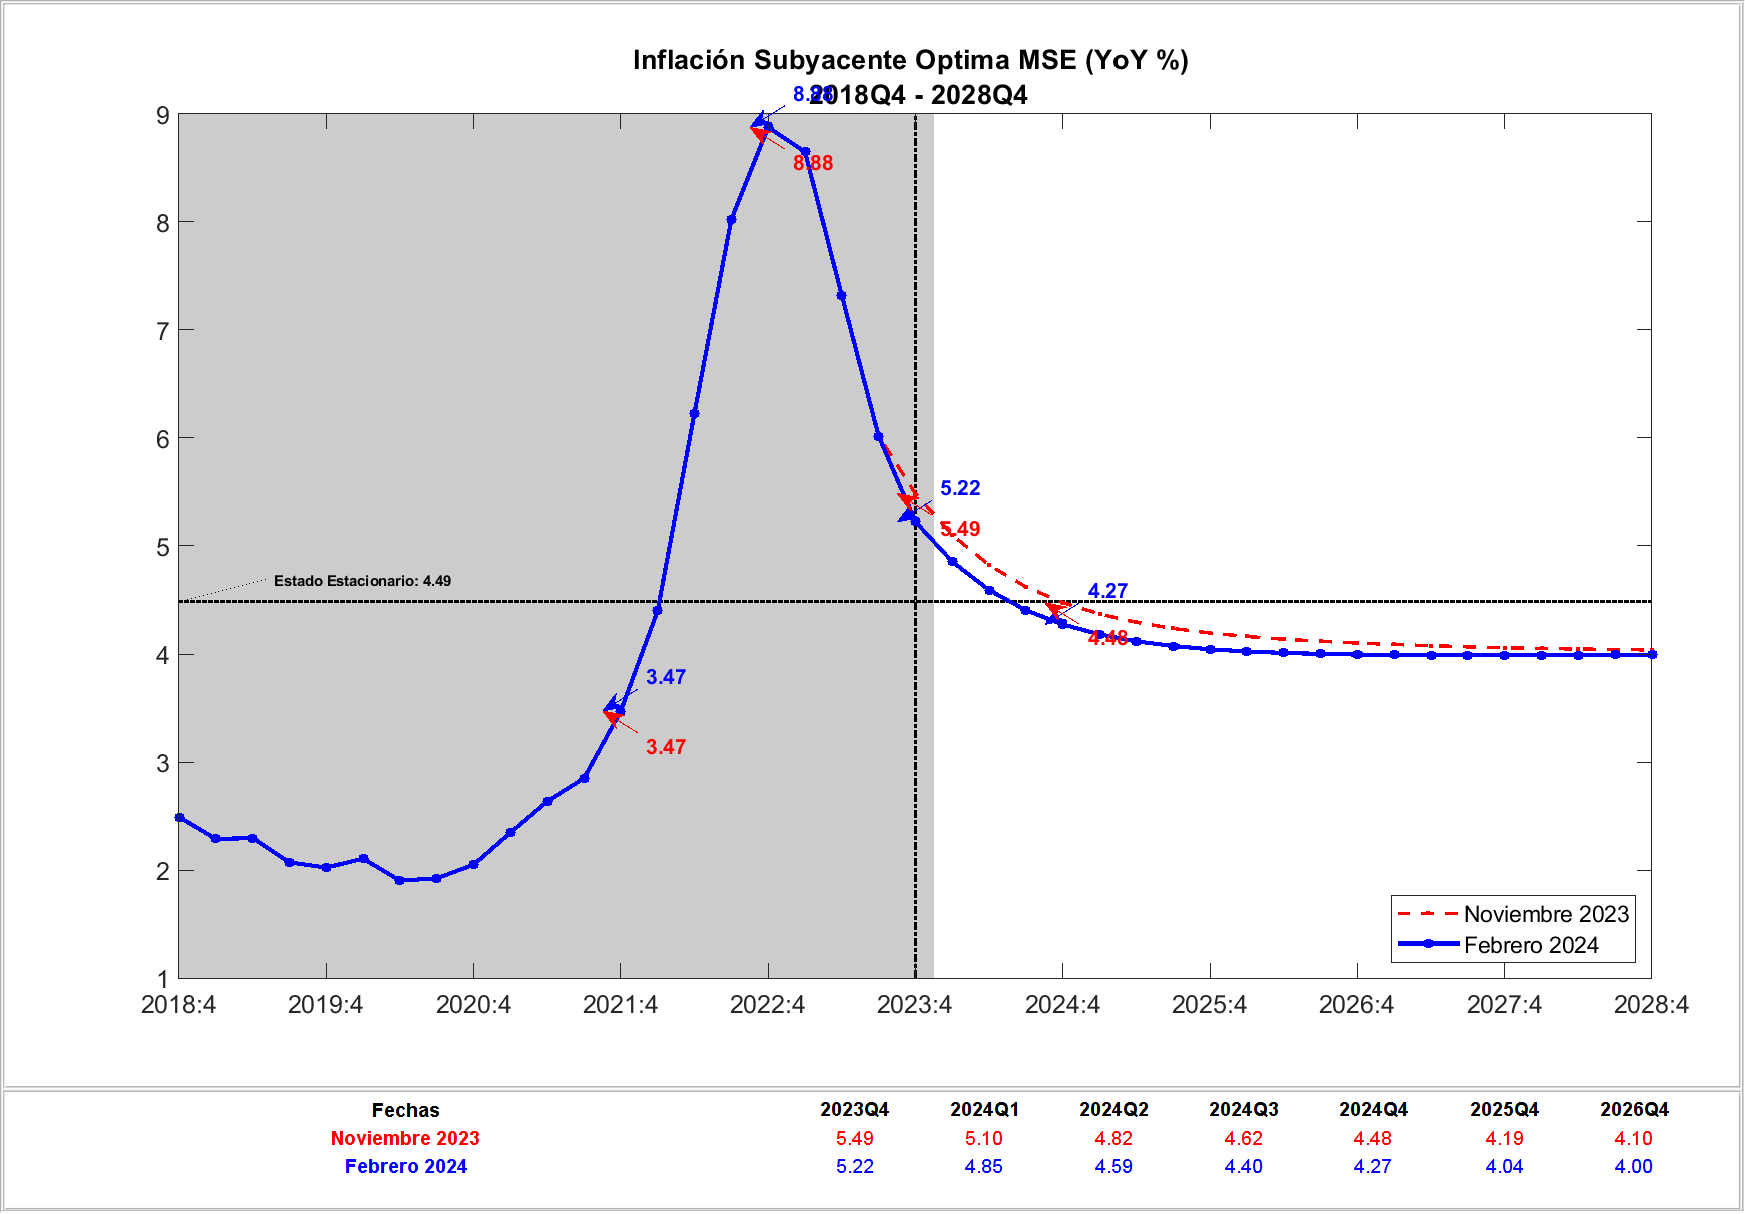 Inflación Subyacente Optima MSE (YoY %)
2018Q4 - 2028Q4
9
8
7
6
5
4
3
2
1
8.88
8.88
5.22
5.49
Estado Estacionario: 4.49
4.27
4.48
3.47
3.47
Noviembre 2023
Febrero 2024
2018:4 2019:4 2020:4 2021:4 2022:4 2023:4 2024:4 2025:4 2026:4 2027:4 2028:4
Fechas 2023Q4 2024Q1 2024Q2 2024Q3 2024Q4 2025Q4 2026Q4
Noviembre 2023 5.49 5.10 4.82 4.62 4.48 4.19 4.10
Febrero 2024 5.22 4.85 4.59 4.40 4.27 4.04 4.00